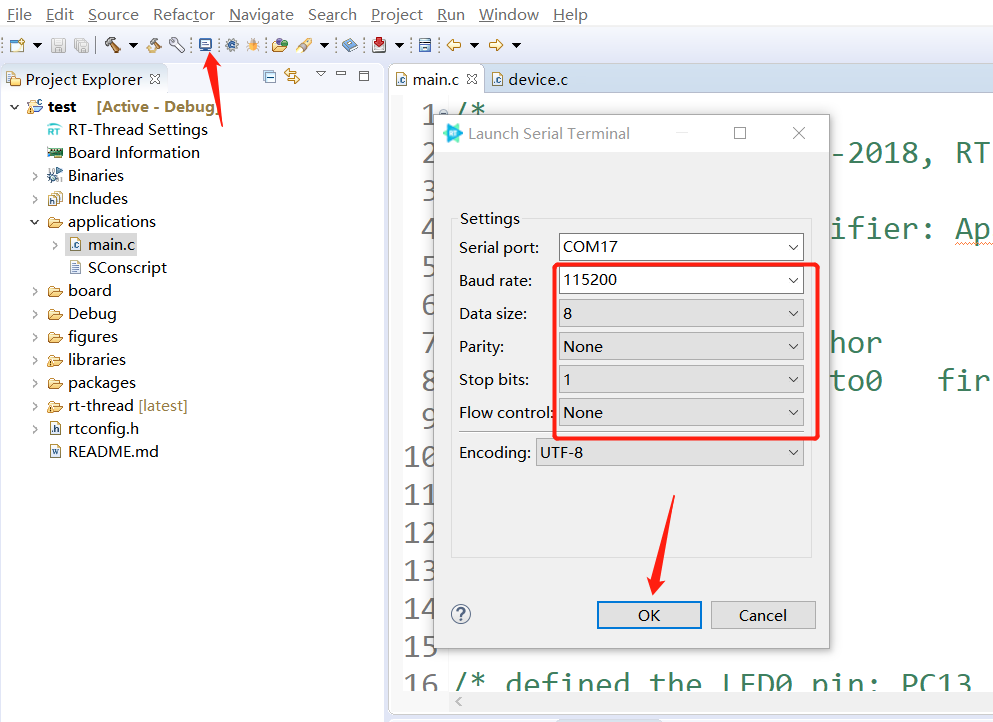 File Edit Source Refactor Navigate Search Project Run Window Help
Project Explorer
test [Active - Debug]
RT-Thread Settings
Board Information
Binaries
Includes
applications
main.c
SConscript
board
Debug
figures
libraries
packages
rt-thread [latest]
rtconfig.h
README.md
main.c
device.c
1 /*
2 -2018, RT
3
4 ifier: Ap
5
6
7 hor
8 to0 fir
9
10
11
12
13
14
15
16 /* defined the LED0 pin: PC13
Launch Serial Terminal
Settings
Serial port: COM17
Baud rate: 115200
Data size: 8
Parity: None
Stop bits: 1
Flow control: None
Encoding: UTF-8
OK
Cancel